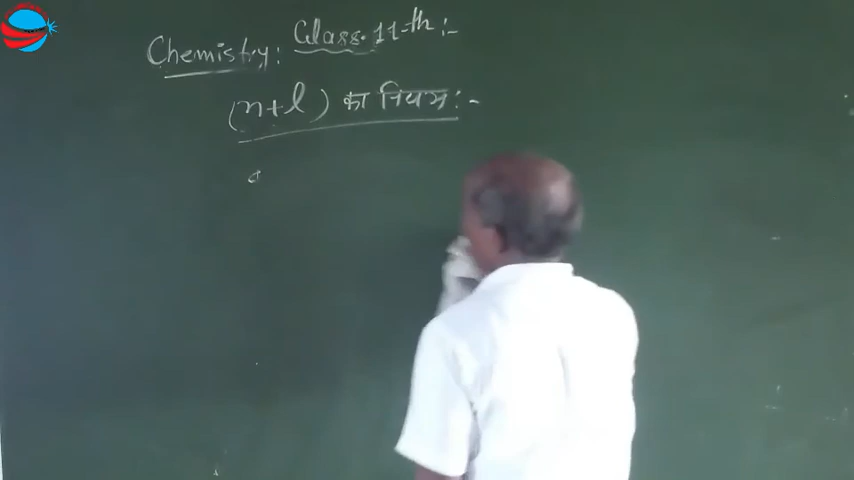 Chemistry: Class. 11-th :-
(n+l) का नियम :-